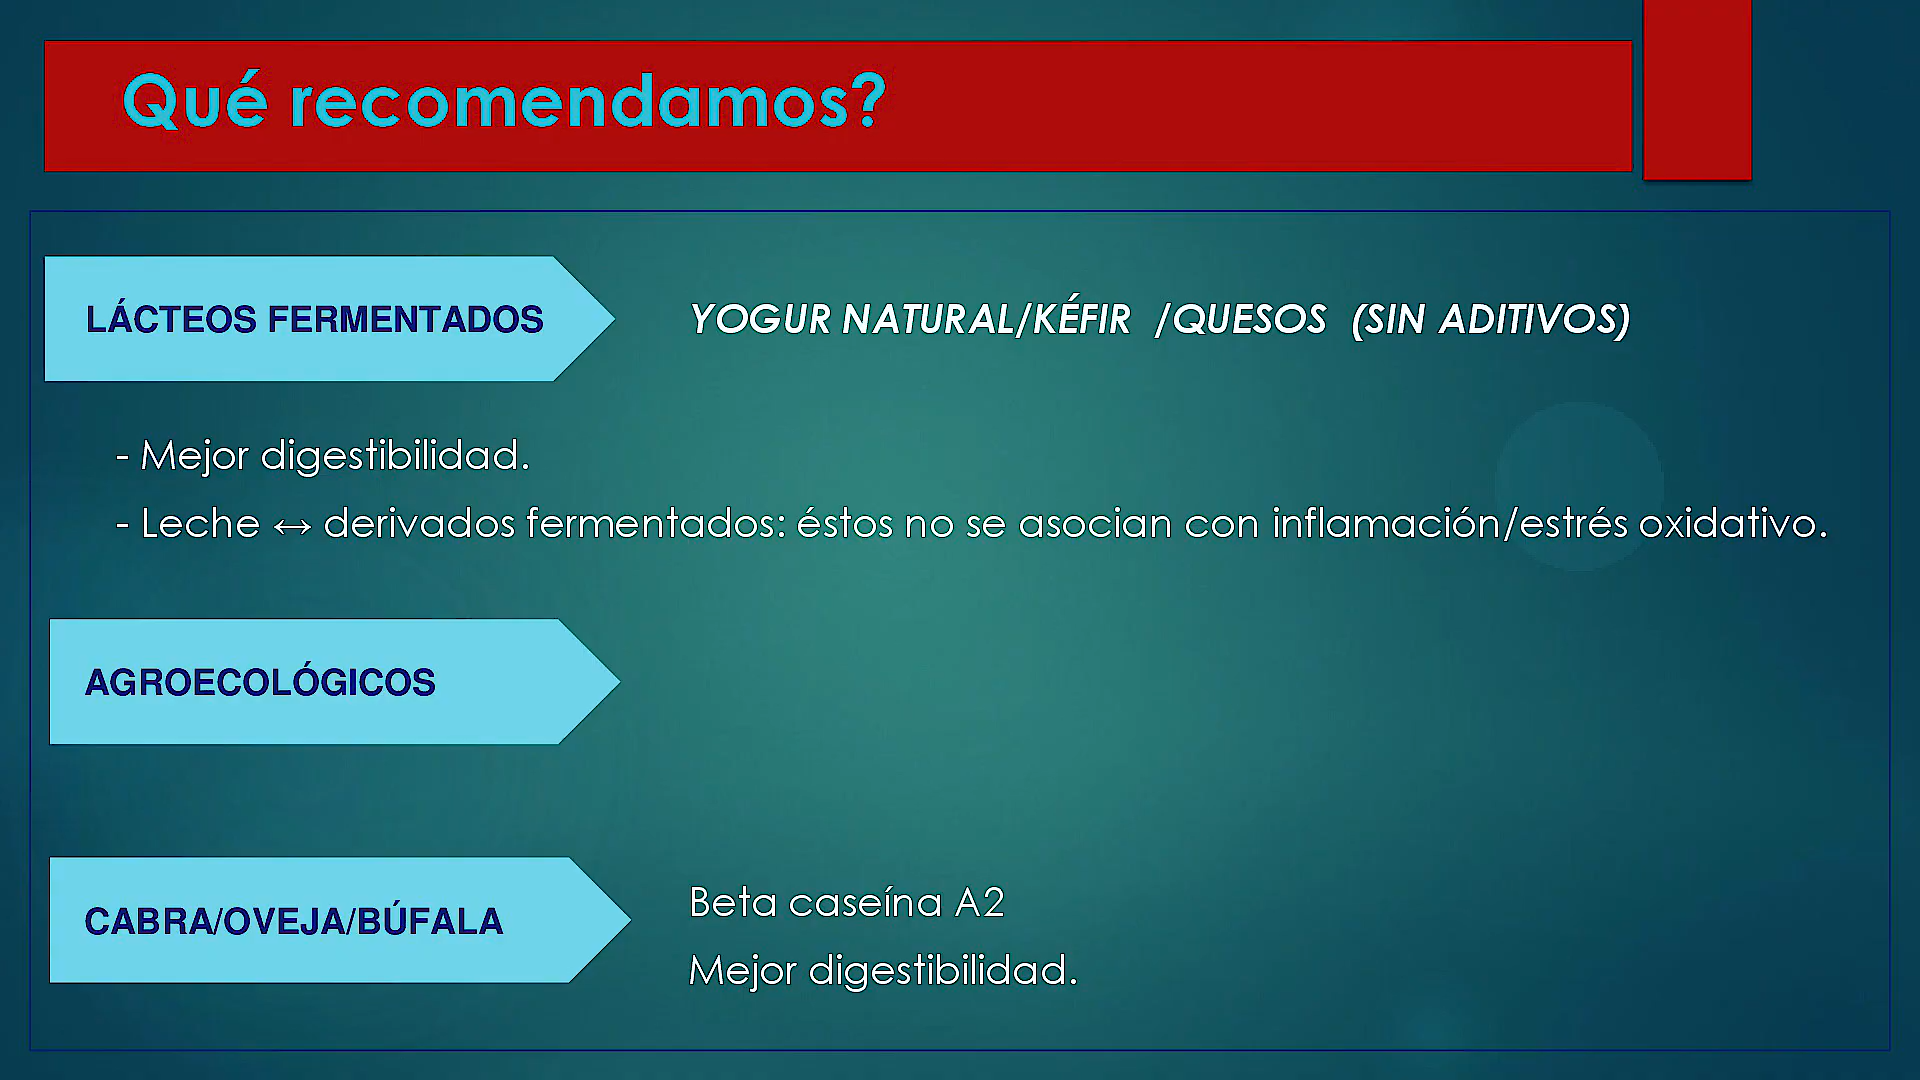 Qué recomendamos?
LÁCTEOS FERMENTADOS
YOGUR NATURAL/KÉFIR /QUESOS (SIN ADITIVOS)
- Mejor digestibilidad.
- Leche ↔ derivados fermentados: éstos no se asocian con inflamación/estrés oxidativo.
AGROECOLÓGICOS
CABRA/OVEJA/BÚFALA
Beta caseína A2
Mejor digestibilidad.